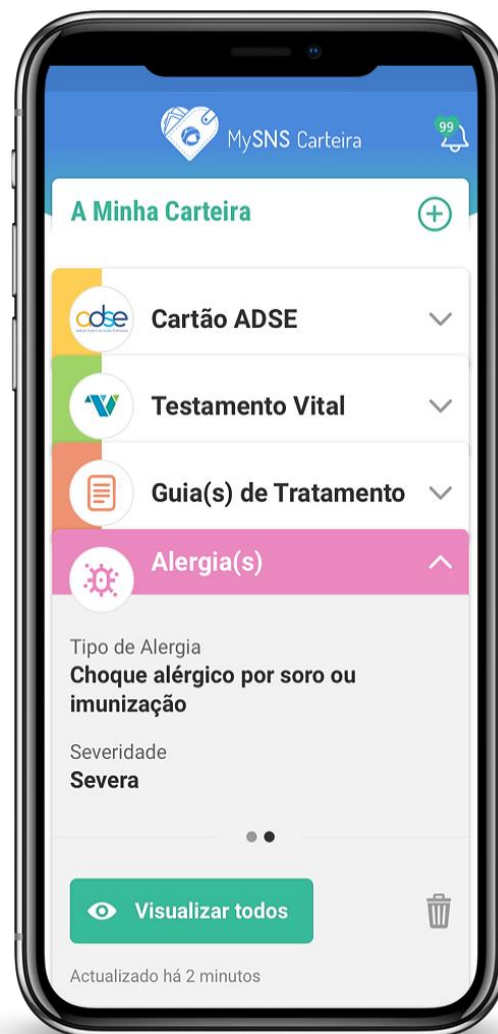 MySNS Carteira
99
A Minha Carteira
adse
Cartão ADSE
Testamento Vital
Guia(s) de Tratamento
Alergia(s)
Tipo de Alergia
Choque alérgico por soro ou
imunização
Severidade
Severa
Visualizar todos
Actualizado há 2 minutos